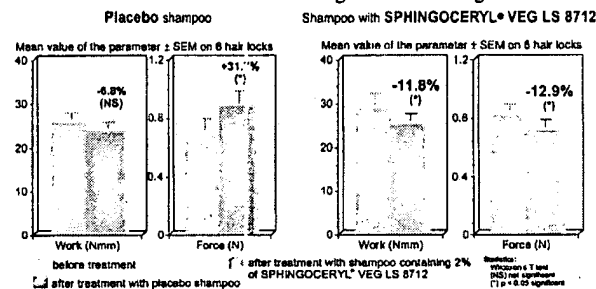 Placebo shampoo
Shampoo with SPHINGOCERYL® VEG LS 8712
Mean value of the parameter ± SEM on 6 hair locks
Mean value of the parameter ± SEM on 6 hair locks
40
30
20
10
0
-6.8%
(NS)
Work (Nmm)
1.2
0.8
0.4
0
(*)
Force (N)
40
30
20
10
0
-11.8%
(*)
Work (Nmm)
1.2
0.8
0.4
0
-12.9%
(*)
Force (N)
before treatment
after treatment with placebo shampoo
after treatment with shampoo containing 2%
of SPHINGOCERYL® VEG LS 8712
Statistics:
T test
(NS) not significant
(*) p < 0.05 significant